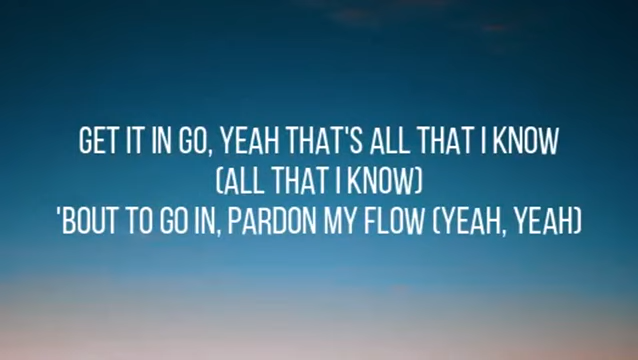 GET IT IN GO, YEAH THAT'S ALL THAT I KNOW
(ALL THAT I KNOW)
'BOUT TO GO IN, PARDON MY FLOW (YEAH, YEAH)